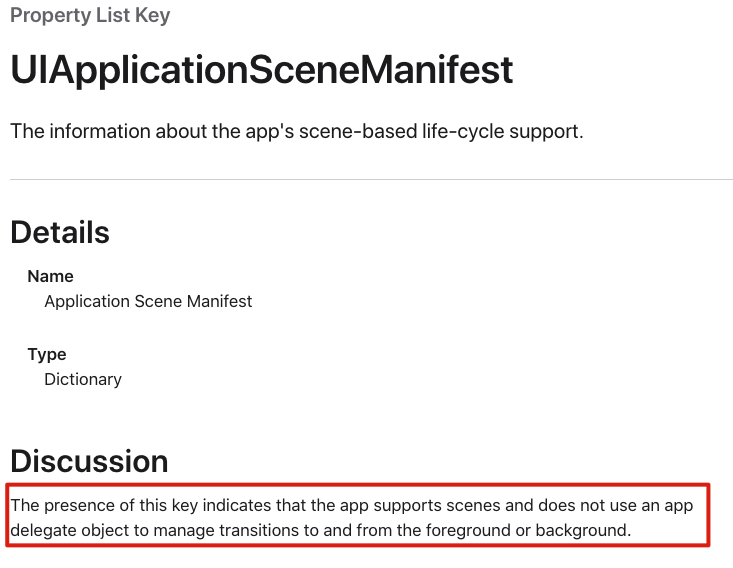 Property List Key
UIApplicationSceneManifest
The information about the app's scene-based life-cycle support.
Details
Name
Application Scene Manifest
Type
Dictionary
Discussion
The presence of this key indicates that the app supports scenes and does not use an app
delegate object to manage transitions to and from the foreground or background.